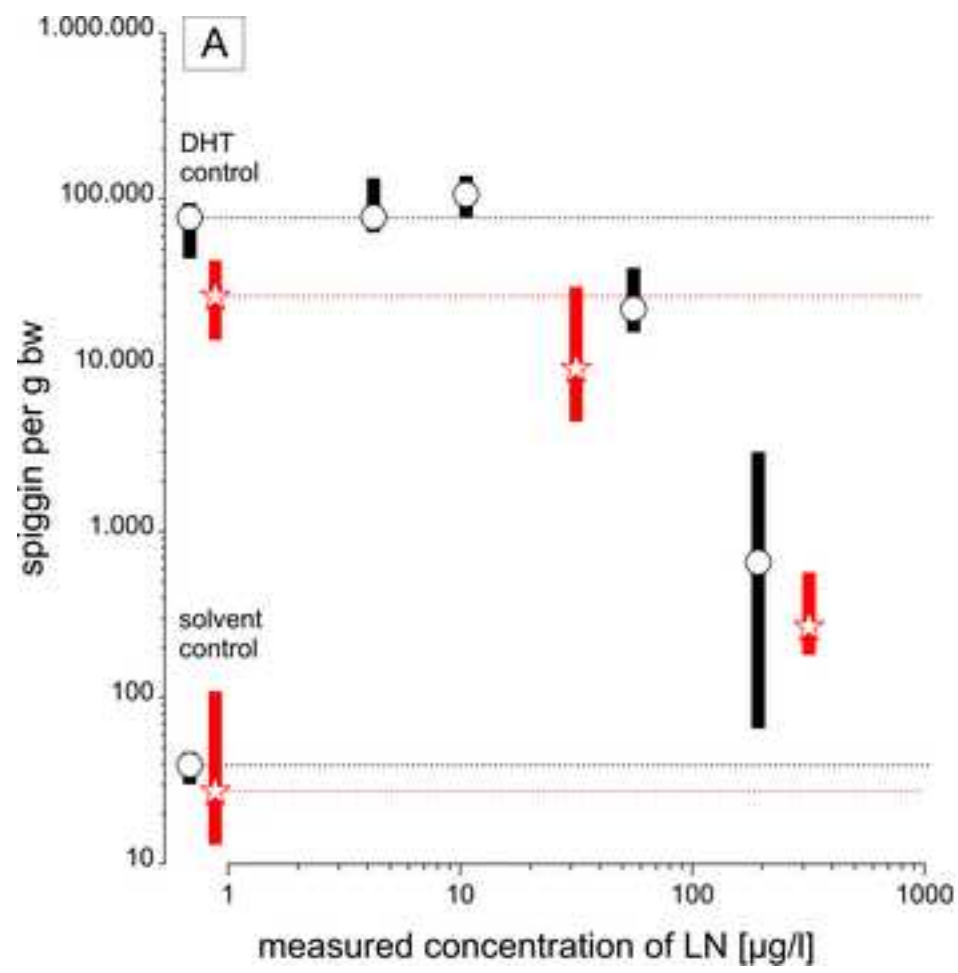 1.000.000
A
DHT
control
100.000
10.000
spiggin per g bw
1.000
solvent
control
100
10
1
10
100
1000
measured concentration of LN [µg/l]